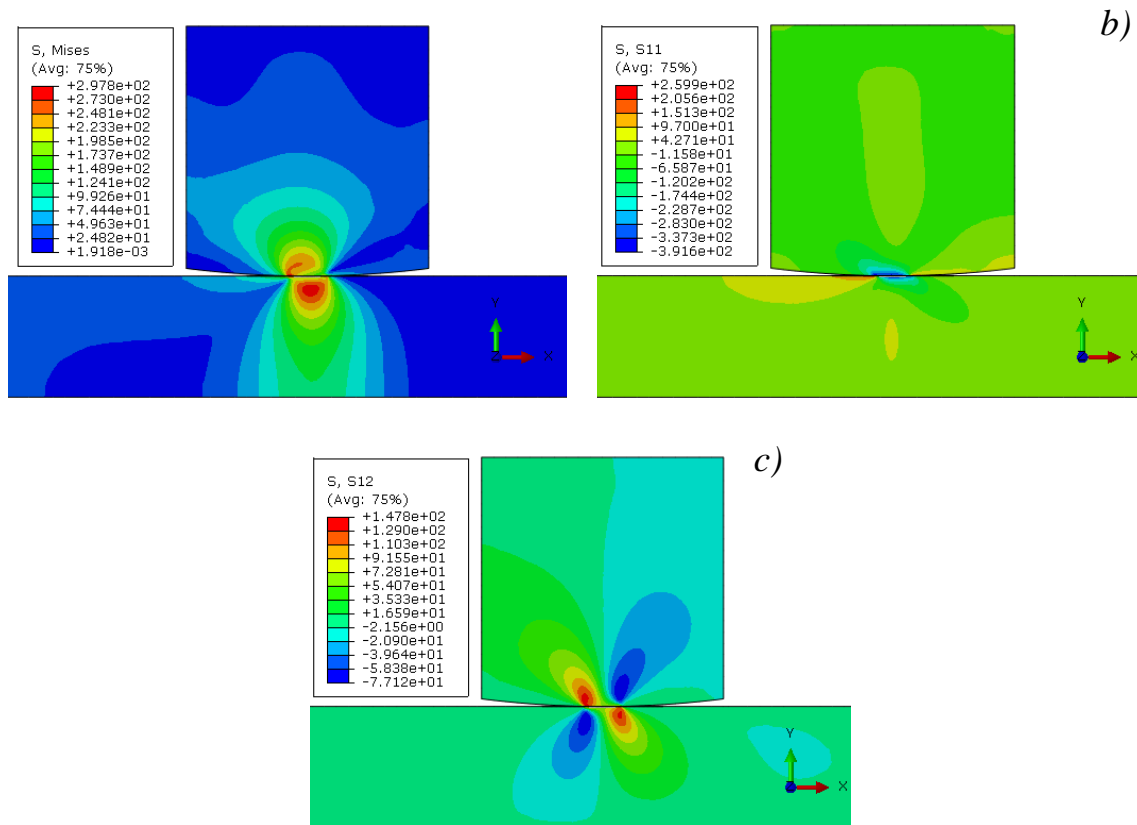 S, Mises
(Avg: 75%)
+2.978e+02
+2.730e+02
+2.481e+02
+2.233e+02
+1.985e+02
+1.737e+02
+1.489e+02
+1.241e+02
+9.926e+01
+7.444e+01
+4.963e+01
+2.482e+01
+1.918e-03
Y
X
b)
S, S11
(Avg: 75%)
+2.599e+02
+2.056e+02
+1.513e+02
+9.700e+01
+4.271e+01
-1.158e+01
-6.587e+01
-1.202e+02
-1.744e+02
-2.287e+02
-2.830e+02
-3.373e+02
-3.916e+02
Y
X
c)
S, S12
(Avg: 75%)
+1.478e+02
+1.290e+02
+1.103e+02
+9.155e+01
+7.281e+01
+5.407e+01
+3.533e+01
+1.659e+01
-2.156e+00
-2.090e+01
-3.964e+01
-5.838e+01
-7.712e+01
Y
X